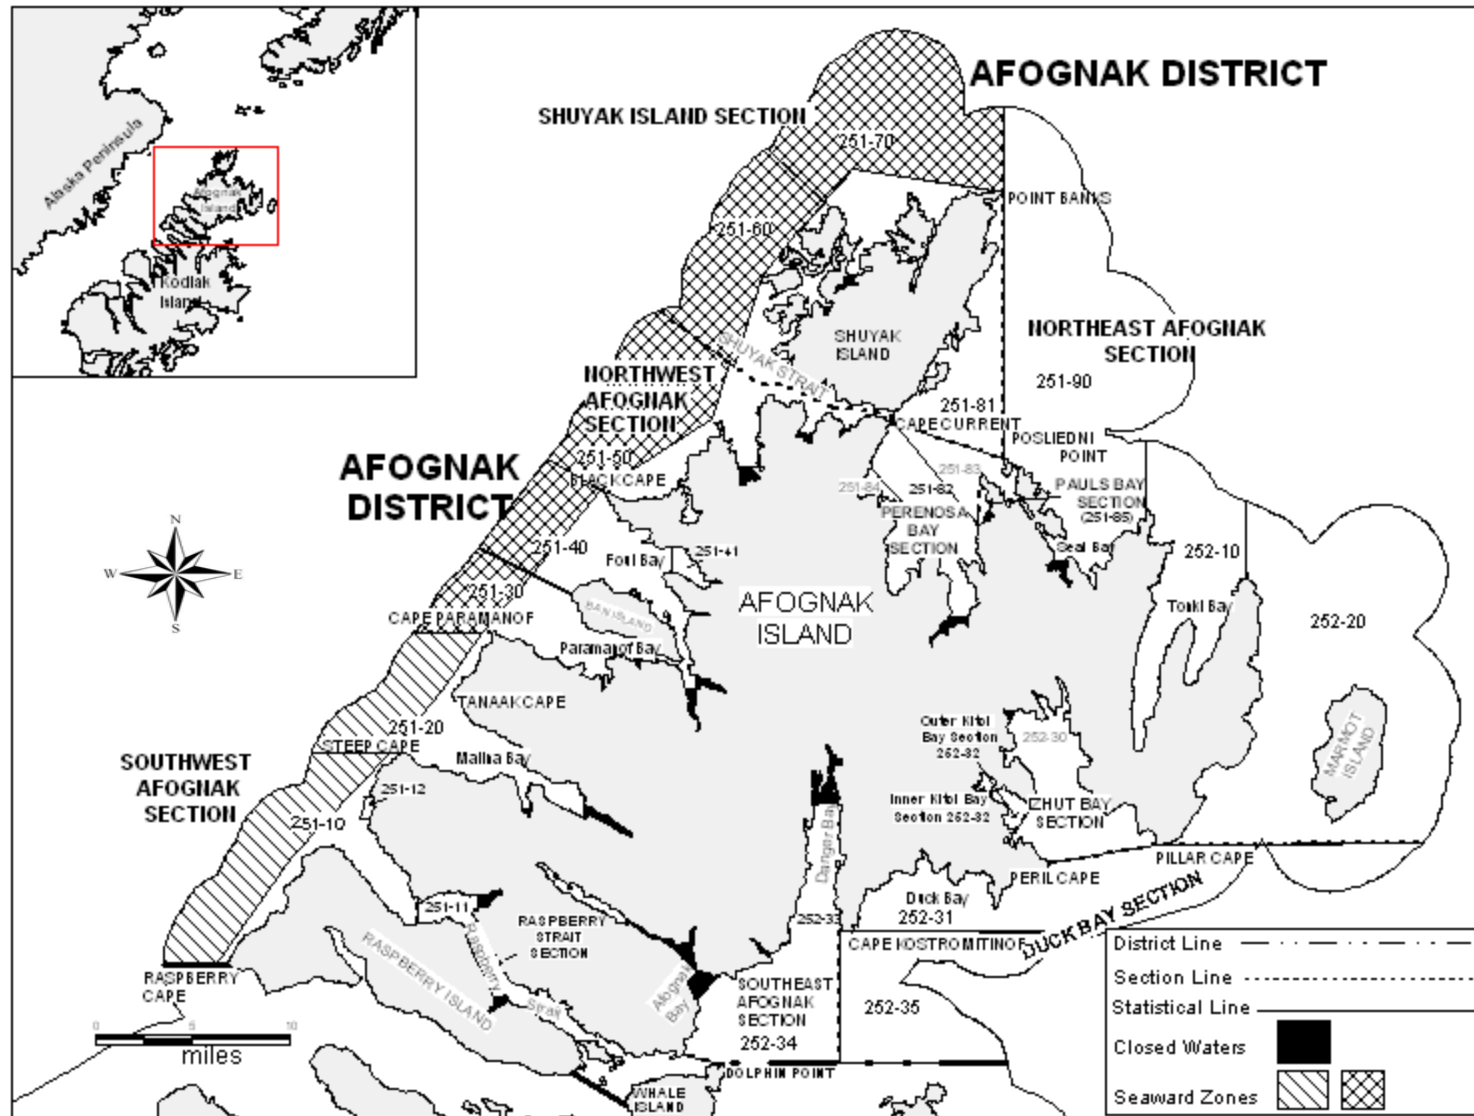 AFOGNAK DISTRICT
SHUYAK ISLAND SECTION
251-70
Alaska Peninsula
Afognak
Island
Kodiak
Island
POINT BANKS
251-60
SHUYAK STRAIT
SHUYAK
ISLAND
NORTHEAST AFOGNAK
SECTION
251-90
NORTHWEST
AFOGNAK
SECTION
251-50
BLACK CAPE
251-81
CAPE CURRENT
POSLIEDNI
POINT
251-83
251-84
251-82
PERENOSA
BAY
SECTION
PAULS BAY
SECTION
(251-85)
Seal Bay
AFOGNAK
DISTRICT
251-40
Foul Bay
251-41
252-10
N
W
E
S
251-30
CAPE PARAMANOF
BAN ISLAND
Paramanof Bay
AFOGNAK
ISLAND
Tonki Bay
252-20
TANAAK CAPE
251-20
STEEP CAPE
Malina Bay
Outer Kitoi
Bay Section
252-32
252-30
MARMOT
ISLAND
SOUTHWEST
AFOGNAK
SECTION
251-12
251-10
Inner Kitoi Bay
Section 252-32
IZHUT BAY
SECTION
Danger Bay
PILLAR CAPE
PERIL CAPE
251-11
Duck Bay
252-31
252-33
DUCK BAY SECTION
RASPBERRY
STRAIT
SECTION
Raspberry
Strait
RASPBERRY ISLAND
CAPE KOSTROMITINOF
RASPBERRY
CAPE
Afognak
Bay
SOUTHEAST
AFOGNAK
SECTION
252-34
252-35
0 5 10
miles
DOLPHIN POINT
WHALE
ISLAND
District Line
Section Line
Statistical Line
Closed Waters
Seaward Zones